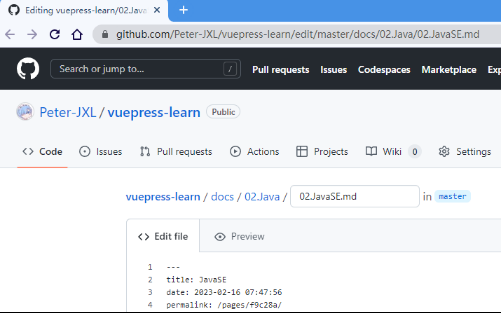 Editing vuepress-learn/02.Java
github.com/Peter-JXL/vuepress-learn/edit/master/docs/02.Java/02.JavaSE.md
Search or jump to... / Pull requests Issues Codespaces Marketplace Exp
Peter-JXL / vuepress-learn Public
Code Issues Pull requests Actions Projects Wiki 0 Settings
vuepress-learn / docs / 02.Java / 02.JavaSE.md in master
Edit file Preview
1 ---
2 title: JavaSE
3 date: 2023-02-16 07:47:56
4 permalink: /pages/f9c28a/